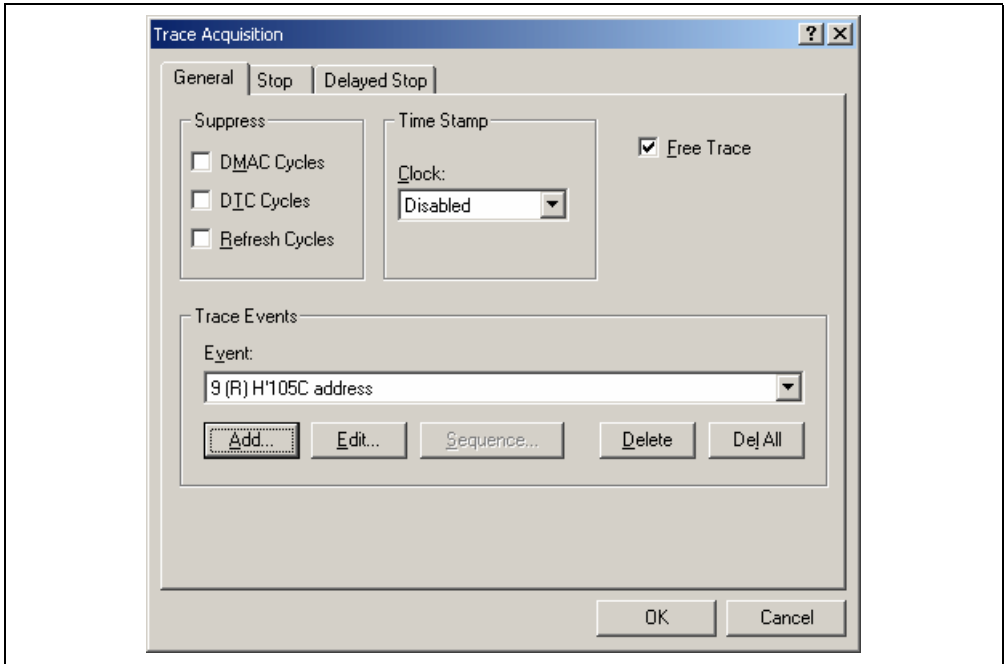 Trace Acquisition
General Stop Delayed Stop
Suppress
DMAC Cycles
DTC Cycles
Refresh Cycles
Time Stamp
Clock:
Disabled
Free Trace
Trace Events
Event:
9 (R) H'105C address
Add... Edit... Sequence... Delete Del All
OK Cancel